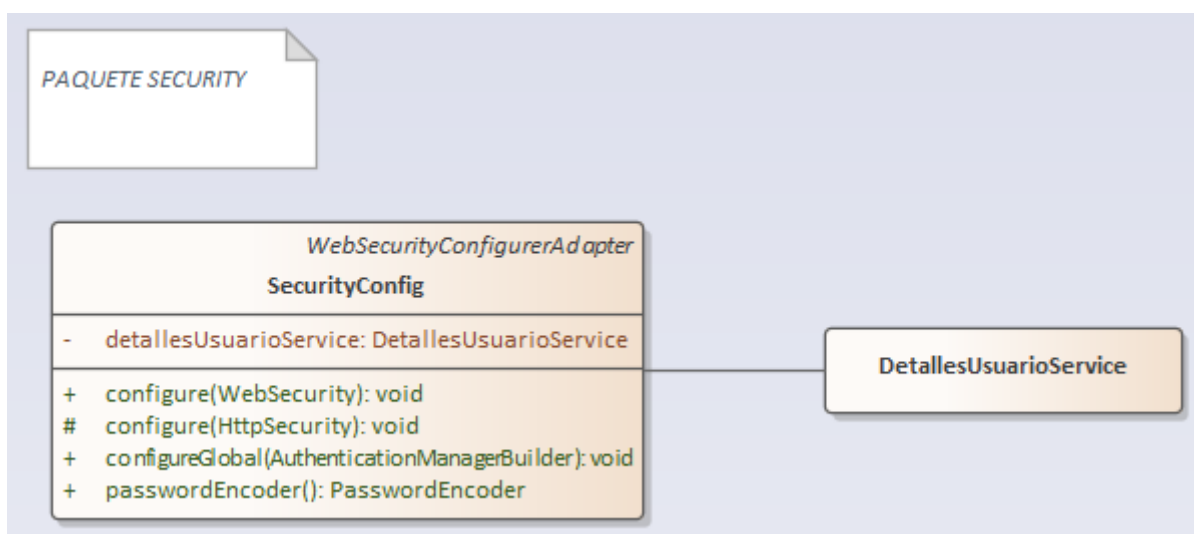 PAQUETE SECURITY
WebSecurityConfigurerAdapter
SecurityConfig
- detallesUsuarioService: DetallesUsuarioService
+ configure(WebSecurity): void
# configure(HttpSecurity): void
+ configureGlobal(AuthenticationManagerBuilder): void
+ passwordEncoder(): PasswordEncoder
DetallesUsuarioService